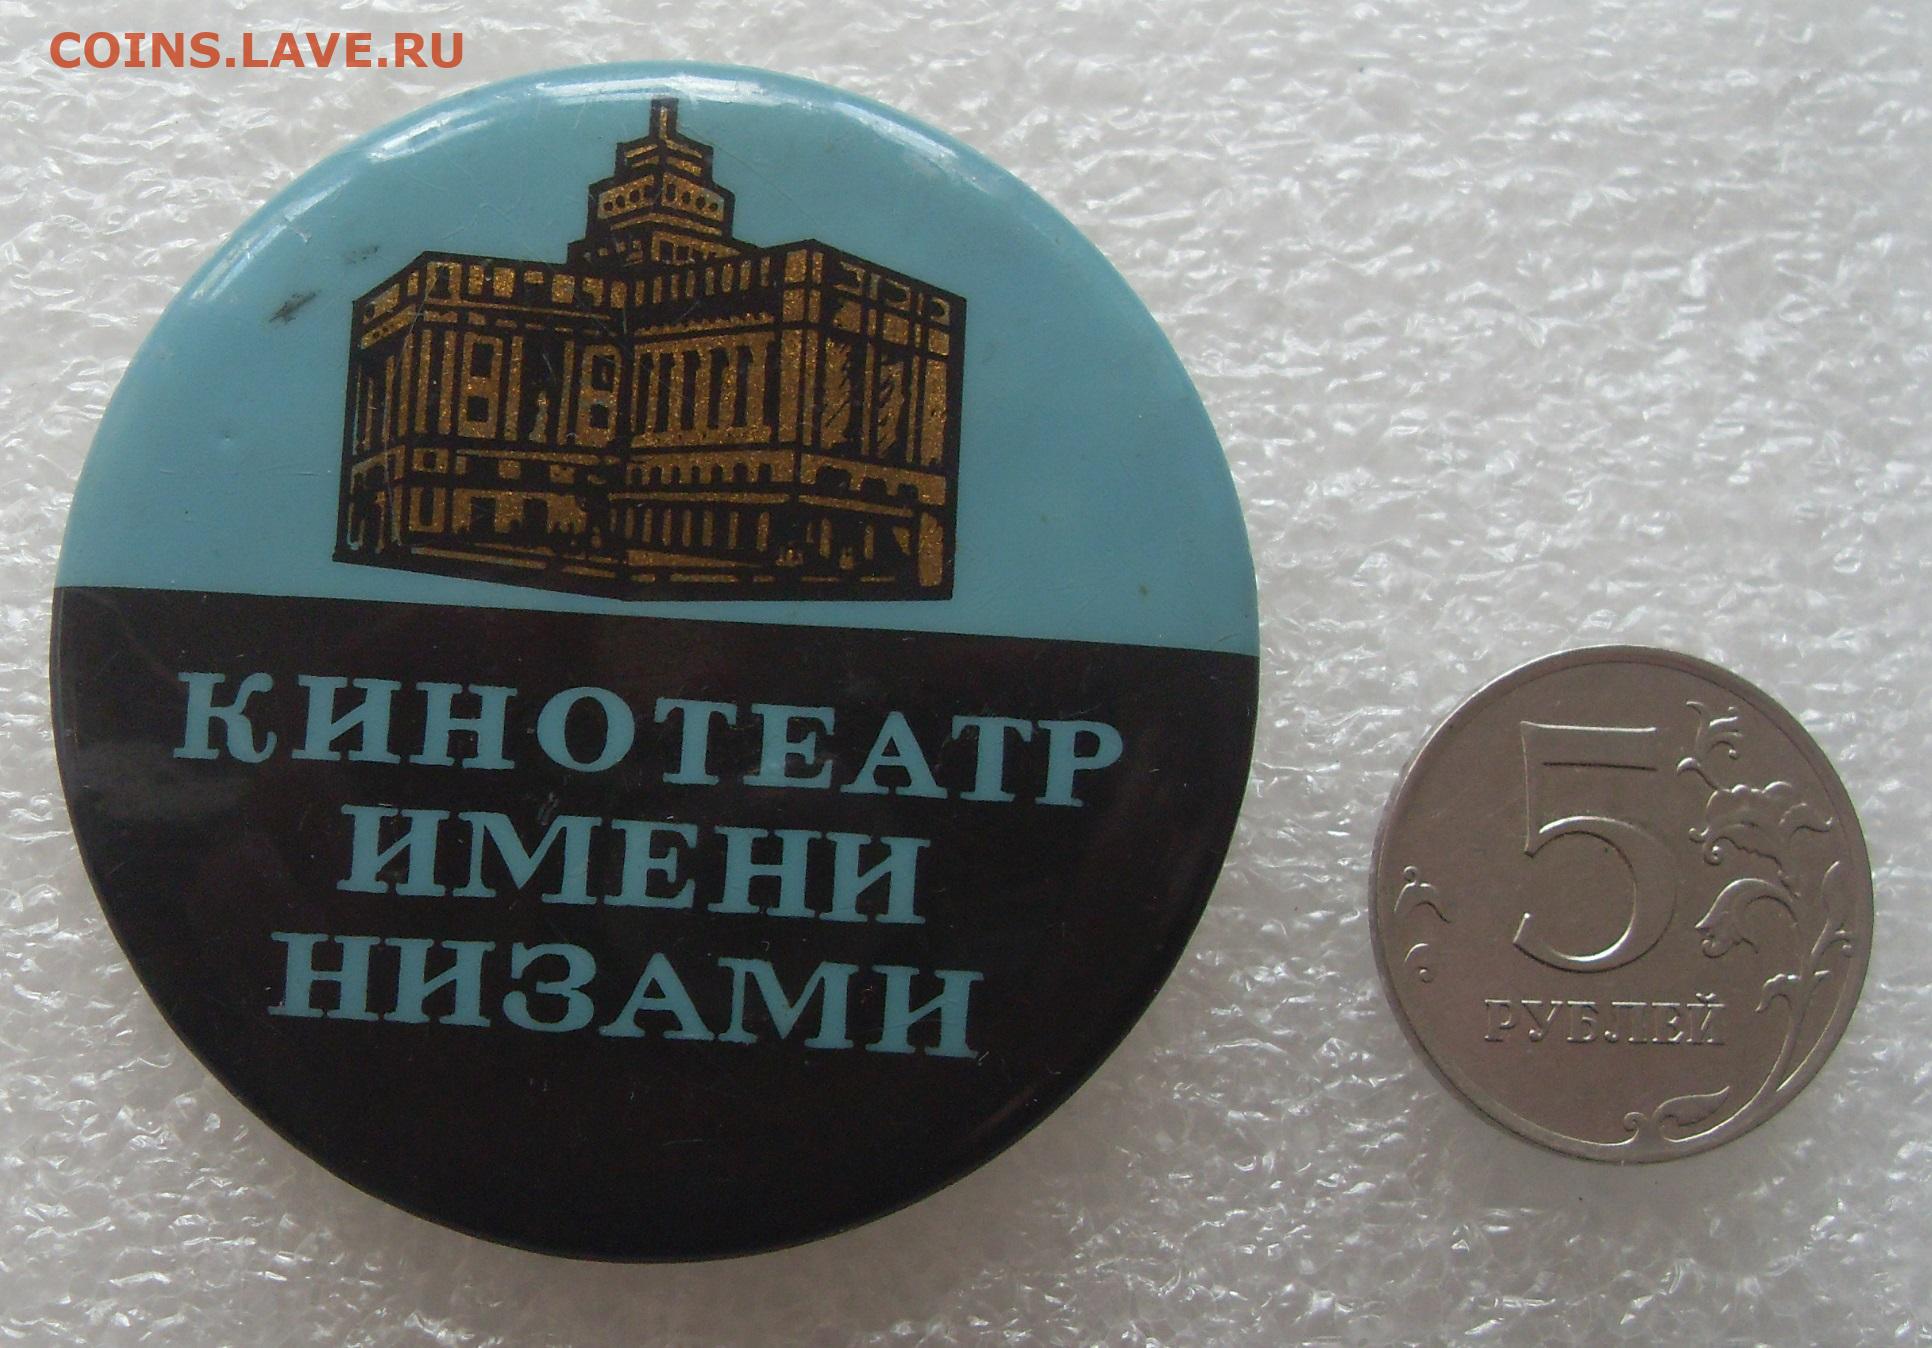 COINS.LAVE.RU
КИНОТЕАТР
ИМЕНИ
НИЗАМИ
5
РУБЛЕЙ